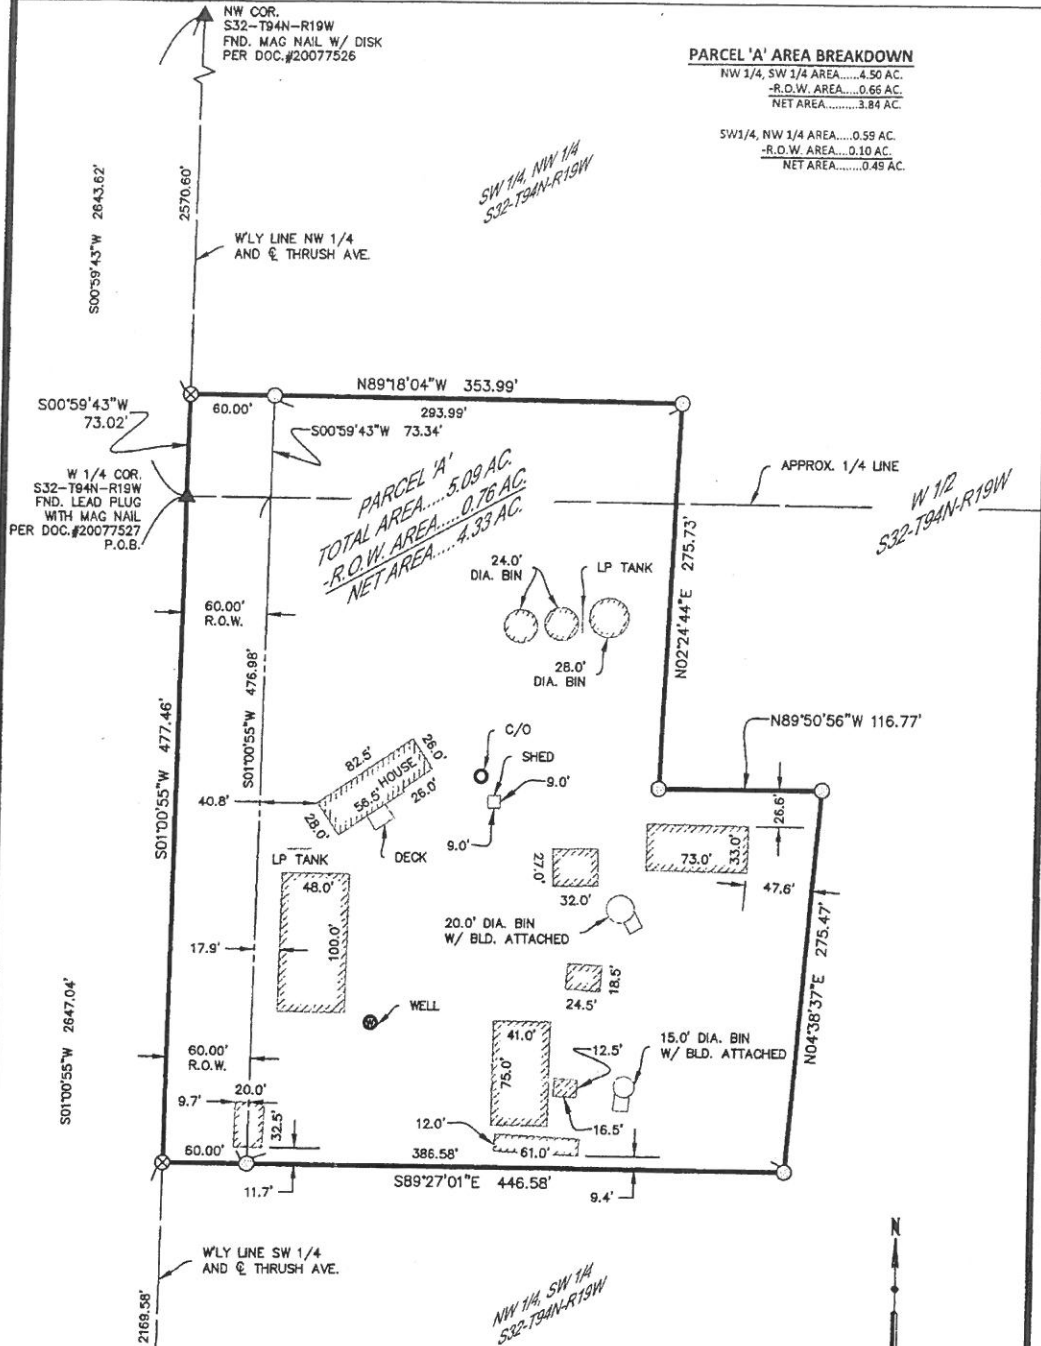 NW COR.
S32-T94N-R19W
FND. MAG NAIL W/ DISK
PER DOC.#20077526
PARCEL 'A' AREA BREAKDOWN
NW 1/4, SW 1/4 AREA......4.50 AC.
-R.O.W. AREA.....0.66 AC.
NET AREA..........3.84 AC.
SW1/4, NW 1/4 AREA....0.59 AC.
-R.O.W. AREA....0.10 AC.
NET AREA........0.49 AC.
SW 1/4, NW 1/4
S32-T94N-R19W
S00°59'43"W 2643.62'
2570.60'
W'LY LINE NW 1/4
AND ℄ THRUSH AVE.
N89°18'04"W 353.99'
60.00'
293.99'
S00°59'43"W
73.02'
S00°59'43"W 73.34'
W 1/4 COR.
S32-T94N-R19W
FND. LEAD PLUG
WITH MAG NAIL
PER DOC.#20077527
P.O.B.
PARCEL 'A'
TOTAL AREA....5.09 AC.
-R.O.W. AREA....0.76 AC.
NET AREA....4.33 AC.
APPROX. 1/4 LINE
W 1/2
S32-T94N-R19W
24.0'
DIA. BIN
LP TANK
28.0'
DIA. BIN
N02°24'44"E 275.73'
60.00'
R.O.W.
S01°00'55"W 476.98'
S01°00'55"W 477.46'
N89°50'56"W 116.77'
C/O
SHED
9.0'
9.0'
82.5'
26.0'
HOUSE
56.5'
26.0'
28.0'
DECK
40.8'
26.6'
33.0'
73.0'
47.6'
LP TANK
48.0'
100.0'
17.9'
27.0'
32.0'
20.0' DIA. BIN
W/ BLD. ATTACHED
18.5'
24.5'
N04°38'37"E 275.47'
WELL
S01°00'55"W 2647.04'
60.00'
R.O.W.
20.0'
9.7'
32.5'
41.0'
75.0'
12.5'
16.5'
15.0' DIA. BIN
W/ BLD. ATTACHED
12.0'
61.0'
60.00'
386.58'
S89°27'01"E 446.58'
11.7'
9.4'
W'LY LINE SW 1/4
AND ℄ THRUSH AVE.
2169.58'
NW 1/4, SW 1/4
S32-T94N-R19W
N